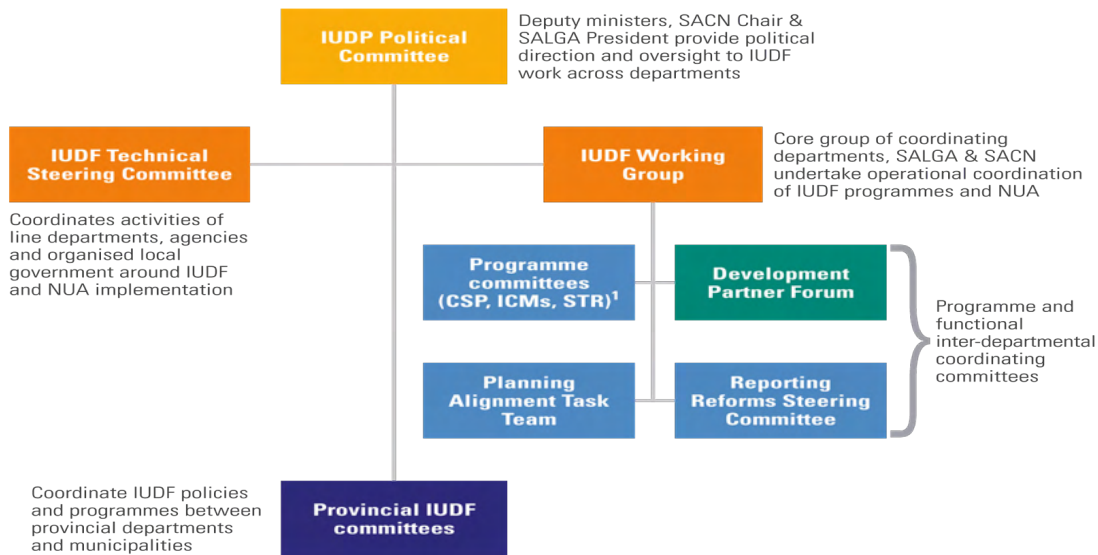 IUDP Political
Committee
Deputy ministers, SACN Chair &
SALGA President provide political
direction and oversight to IUDF
work across departments
IUDF Technical
Steering Committee
Coordinates activities of
line departments, agencies
and organised local
government around IUDF
and NUA implementation
IUDF Working
Group
Core group of coordinating
departments, SALGA & SACN
undertake operational coordination
of IUDF programmes and NUA
Programme
committees
(CSP, ICMs, STR)¹
Development
Partner Forum
Planning
Alignment Task
Team
Reporting
Reforms Steering
Committee
Programme and
functional
inter-departmental
coordinating
committees
Coordinate IUDF policies
and programmes between
provincial departments
and municipalities
Provincial IUDF
committees